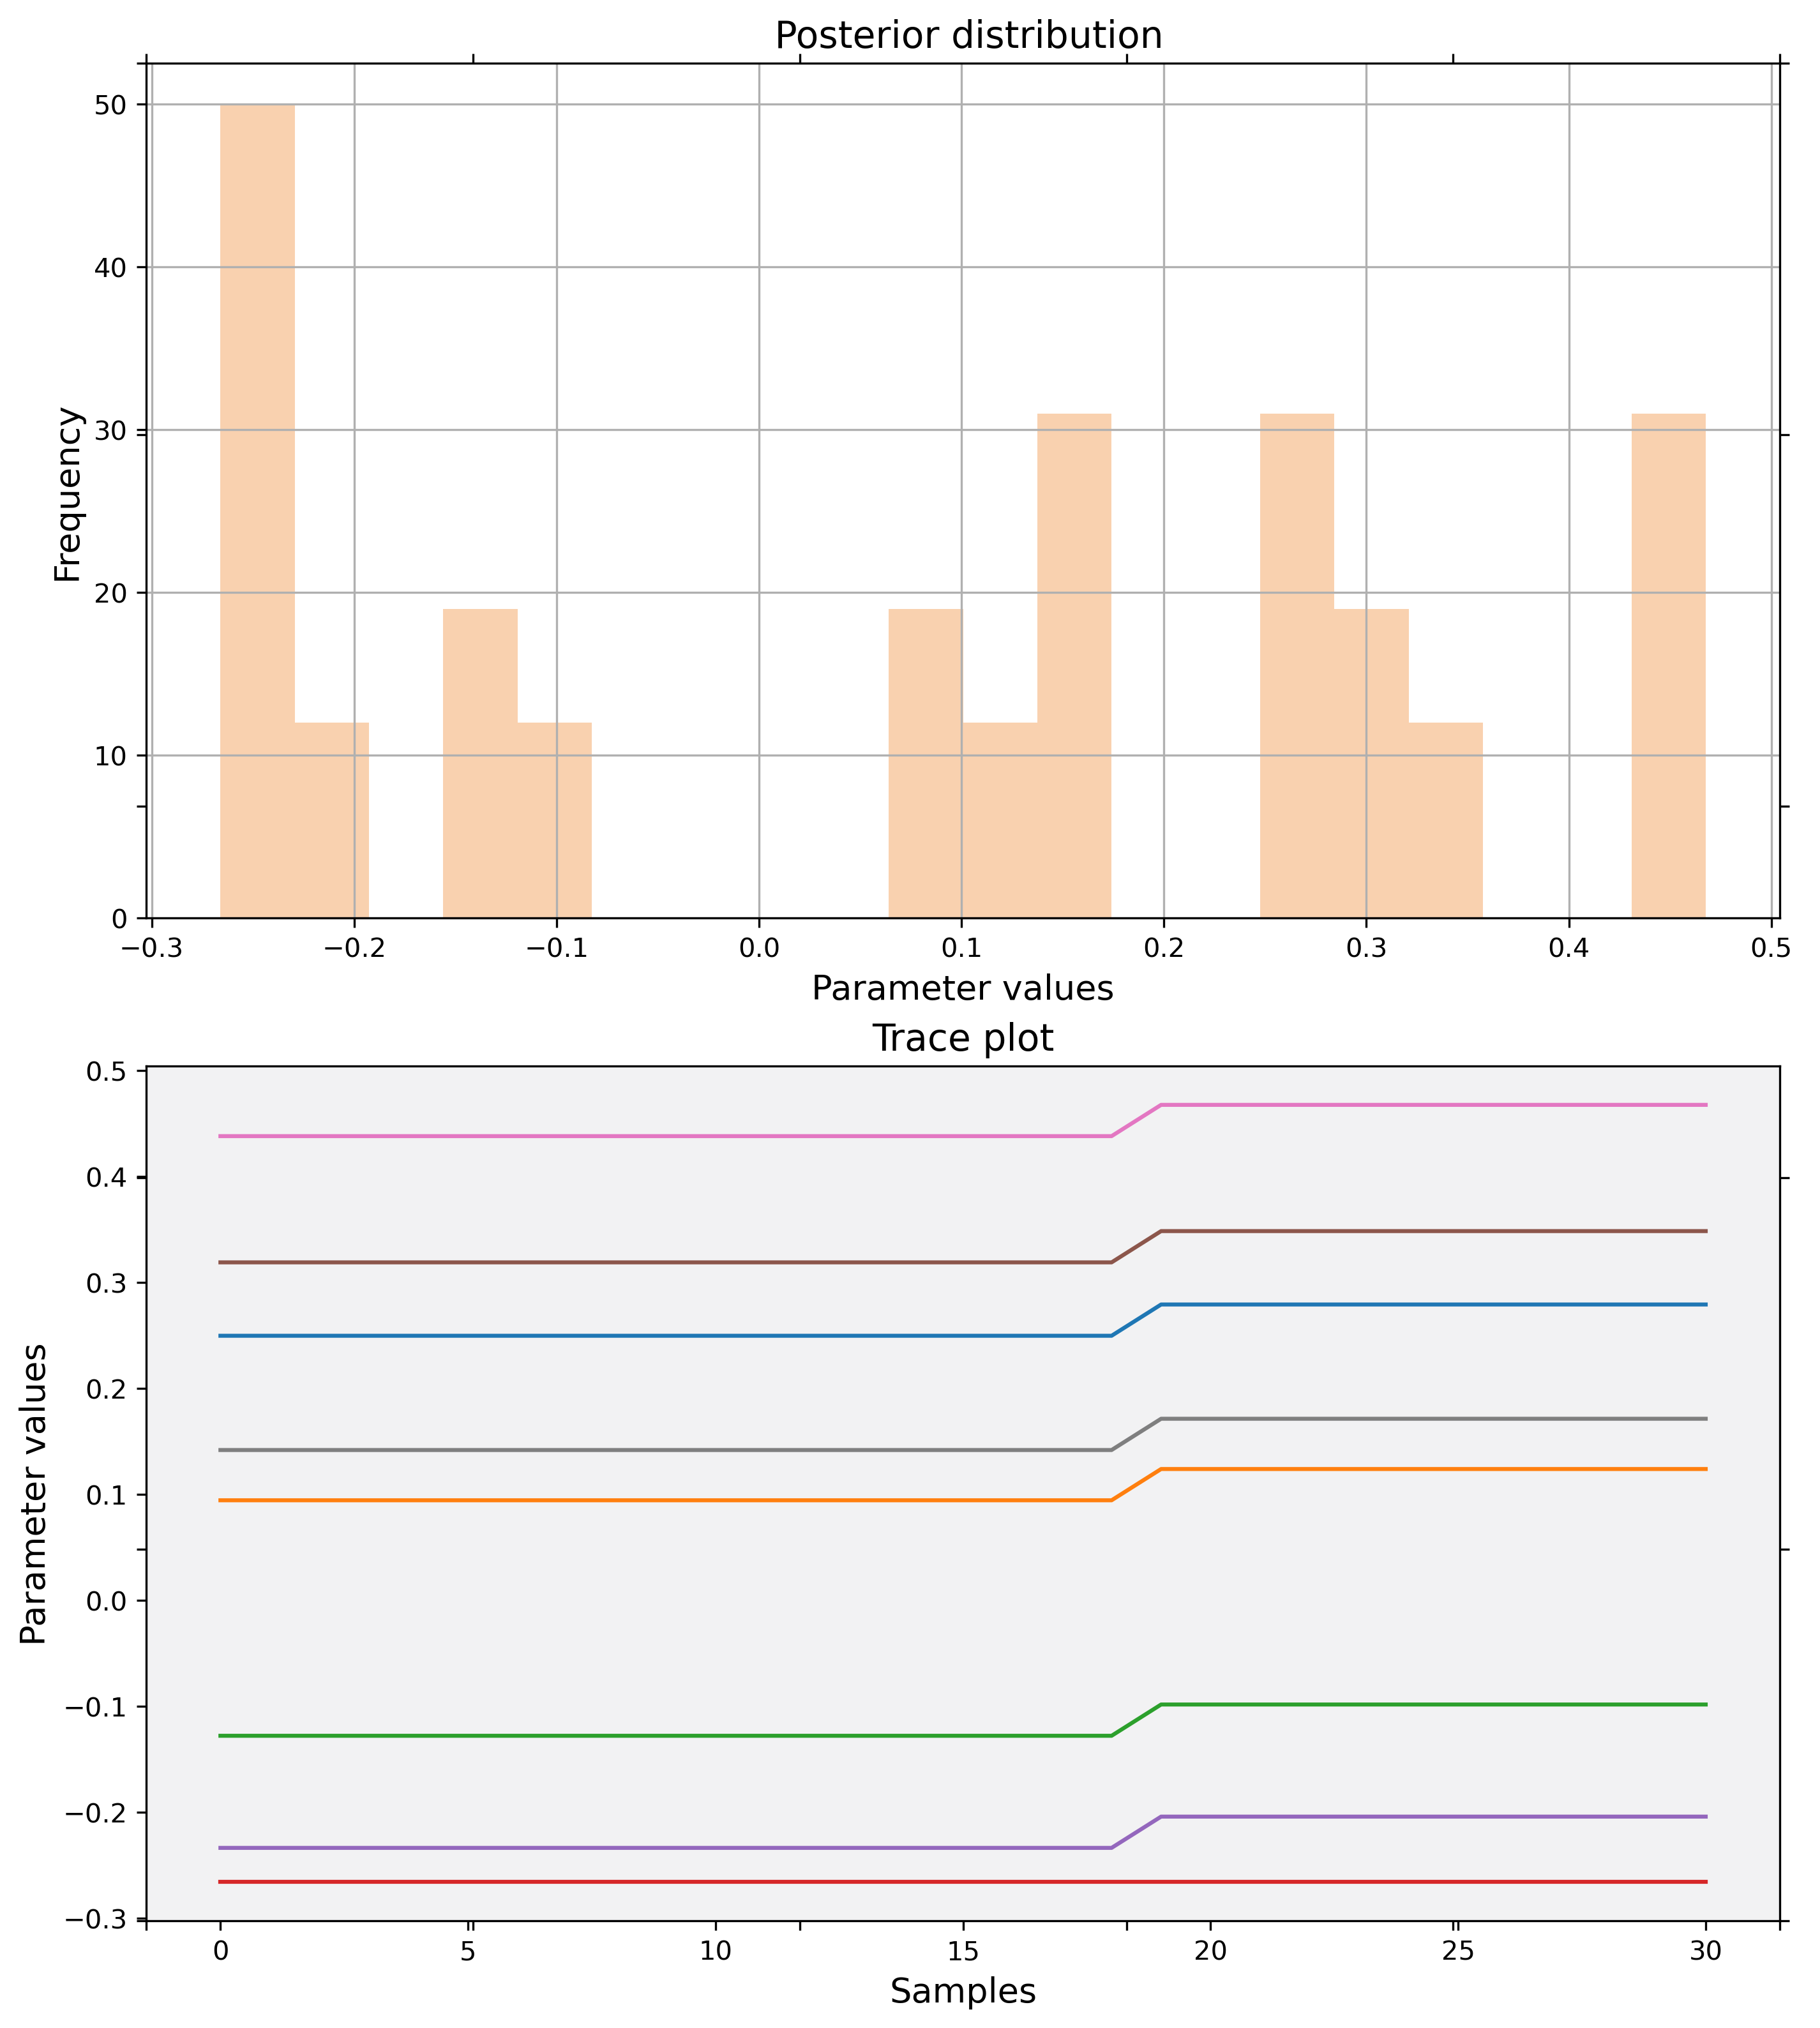 Posterior distribution
50
40
30
20
10
0
Frequency
−0.3 −0.2 −0.1 0.0 0.1 0.2 0.3 0.4 0.5
Parameter values
Trace plot
0.5
0.4
0.3
0.2
0.1
0.0
−0.1
−0.2
−0.3
Parameter values
0 5 10 15 20 25 30
Samples